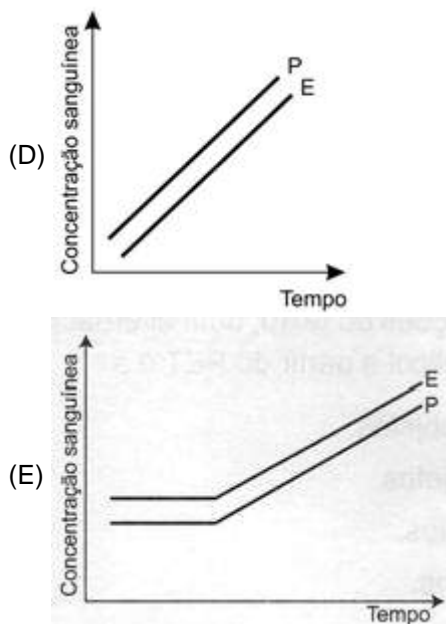 Concentração sanguínea
P
E
(D)
Tempo
Concentração sanguínea
E
P
(E)
Tempo